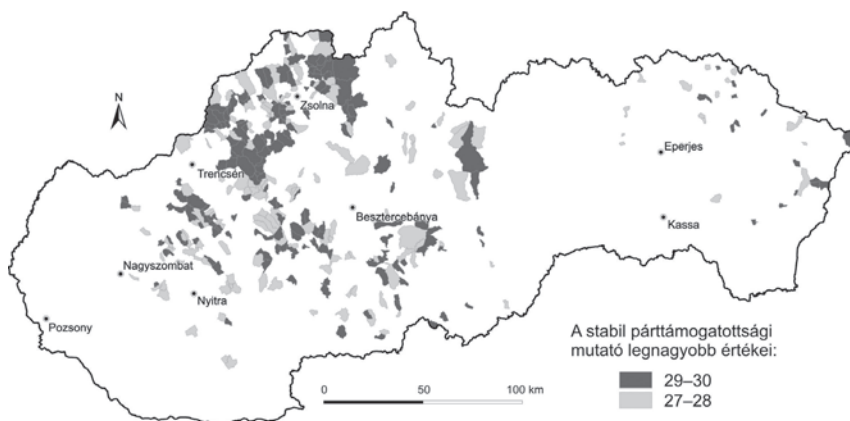 N
Zsolna
Trencsén
Eperjes
Besztercebánya
Kassa
Nagyszombat
Nyitra
Pozsony
A stabil párttámogatottsági
mutató legnagyobb értékei:
29–30
27–28
0 50 100 km